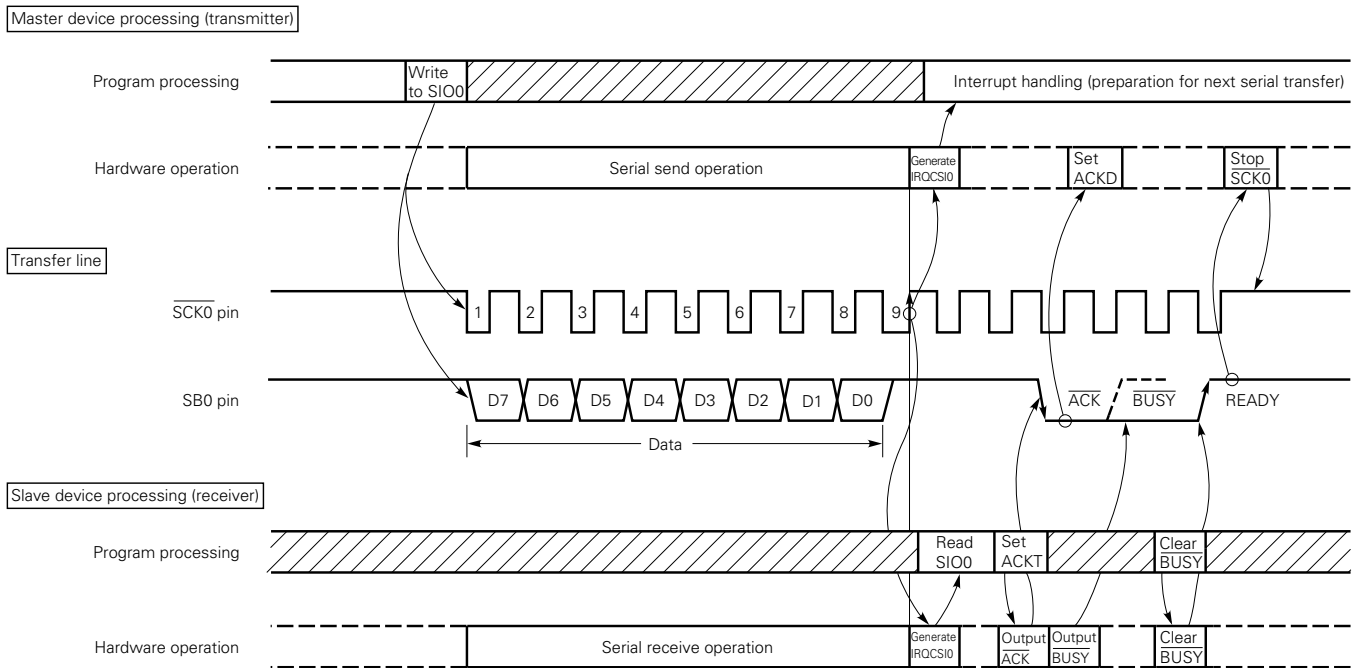 Master device processing (transmitter)
Program processing
Write
to SIO0
Interrupt handling (preparation for next serial transfer)
Hardware operation
Serial send operation
Generate
IRQCSI0
Set
ACKD
Stop
SCK0
Transfer line
SCK0 pin
1 2 3 4 5 6 7 8 9
SB0 pin
D7 D6 D5 D4 D3 D2 D1 D0
ACK
BUSY
READY
Data
Slave device processing (receiver)
Program processing
Read
SIO0
Set
ACKT
Clear
BUSY
Hardware operation
Serial receive operation
Generate
IRQCSI0
Output
ACK
Output
BUSY
Clear
BUSY